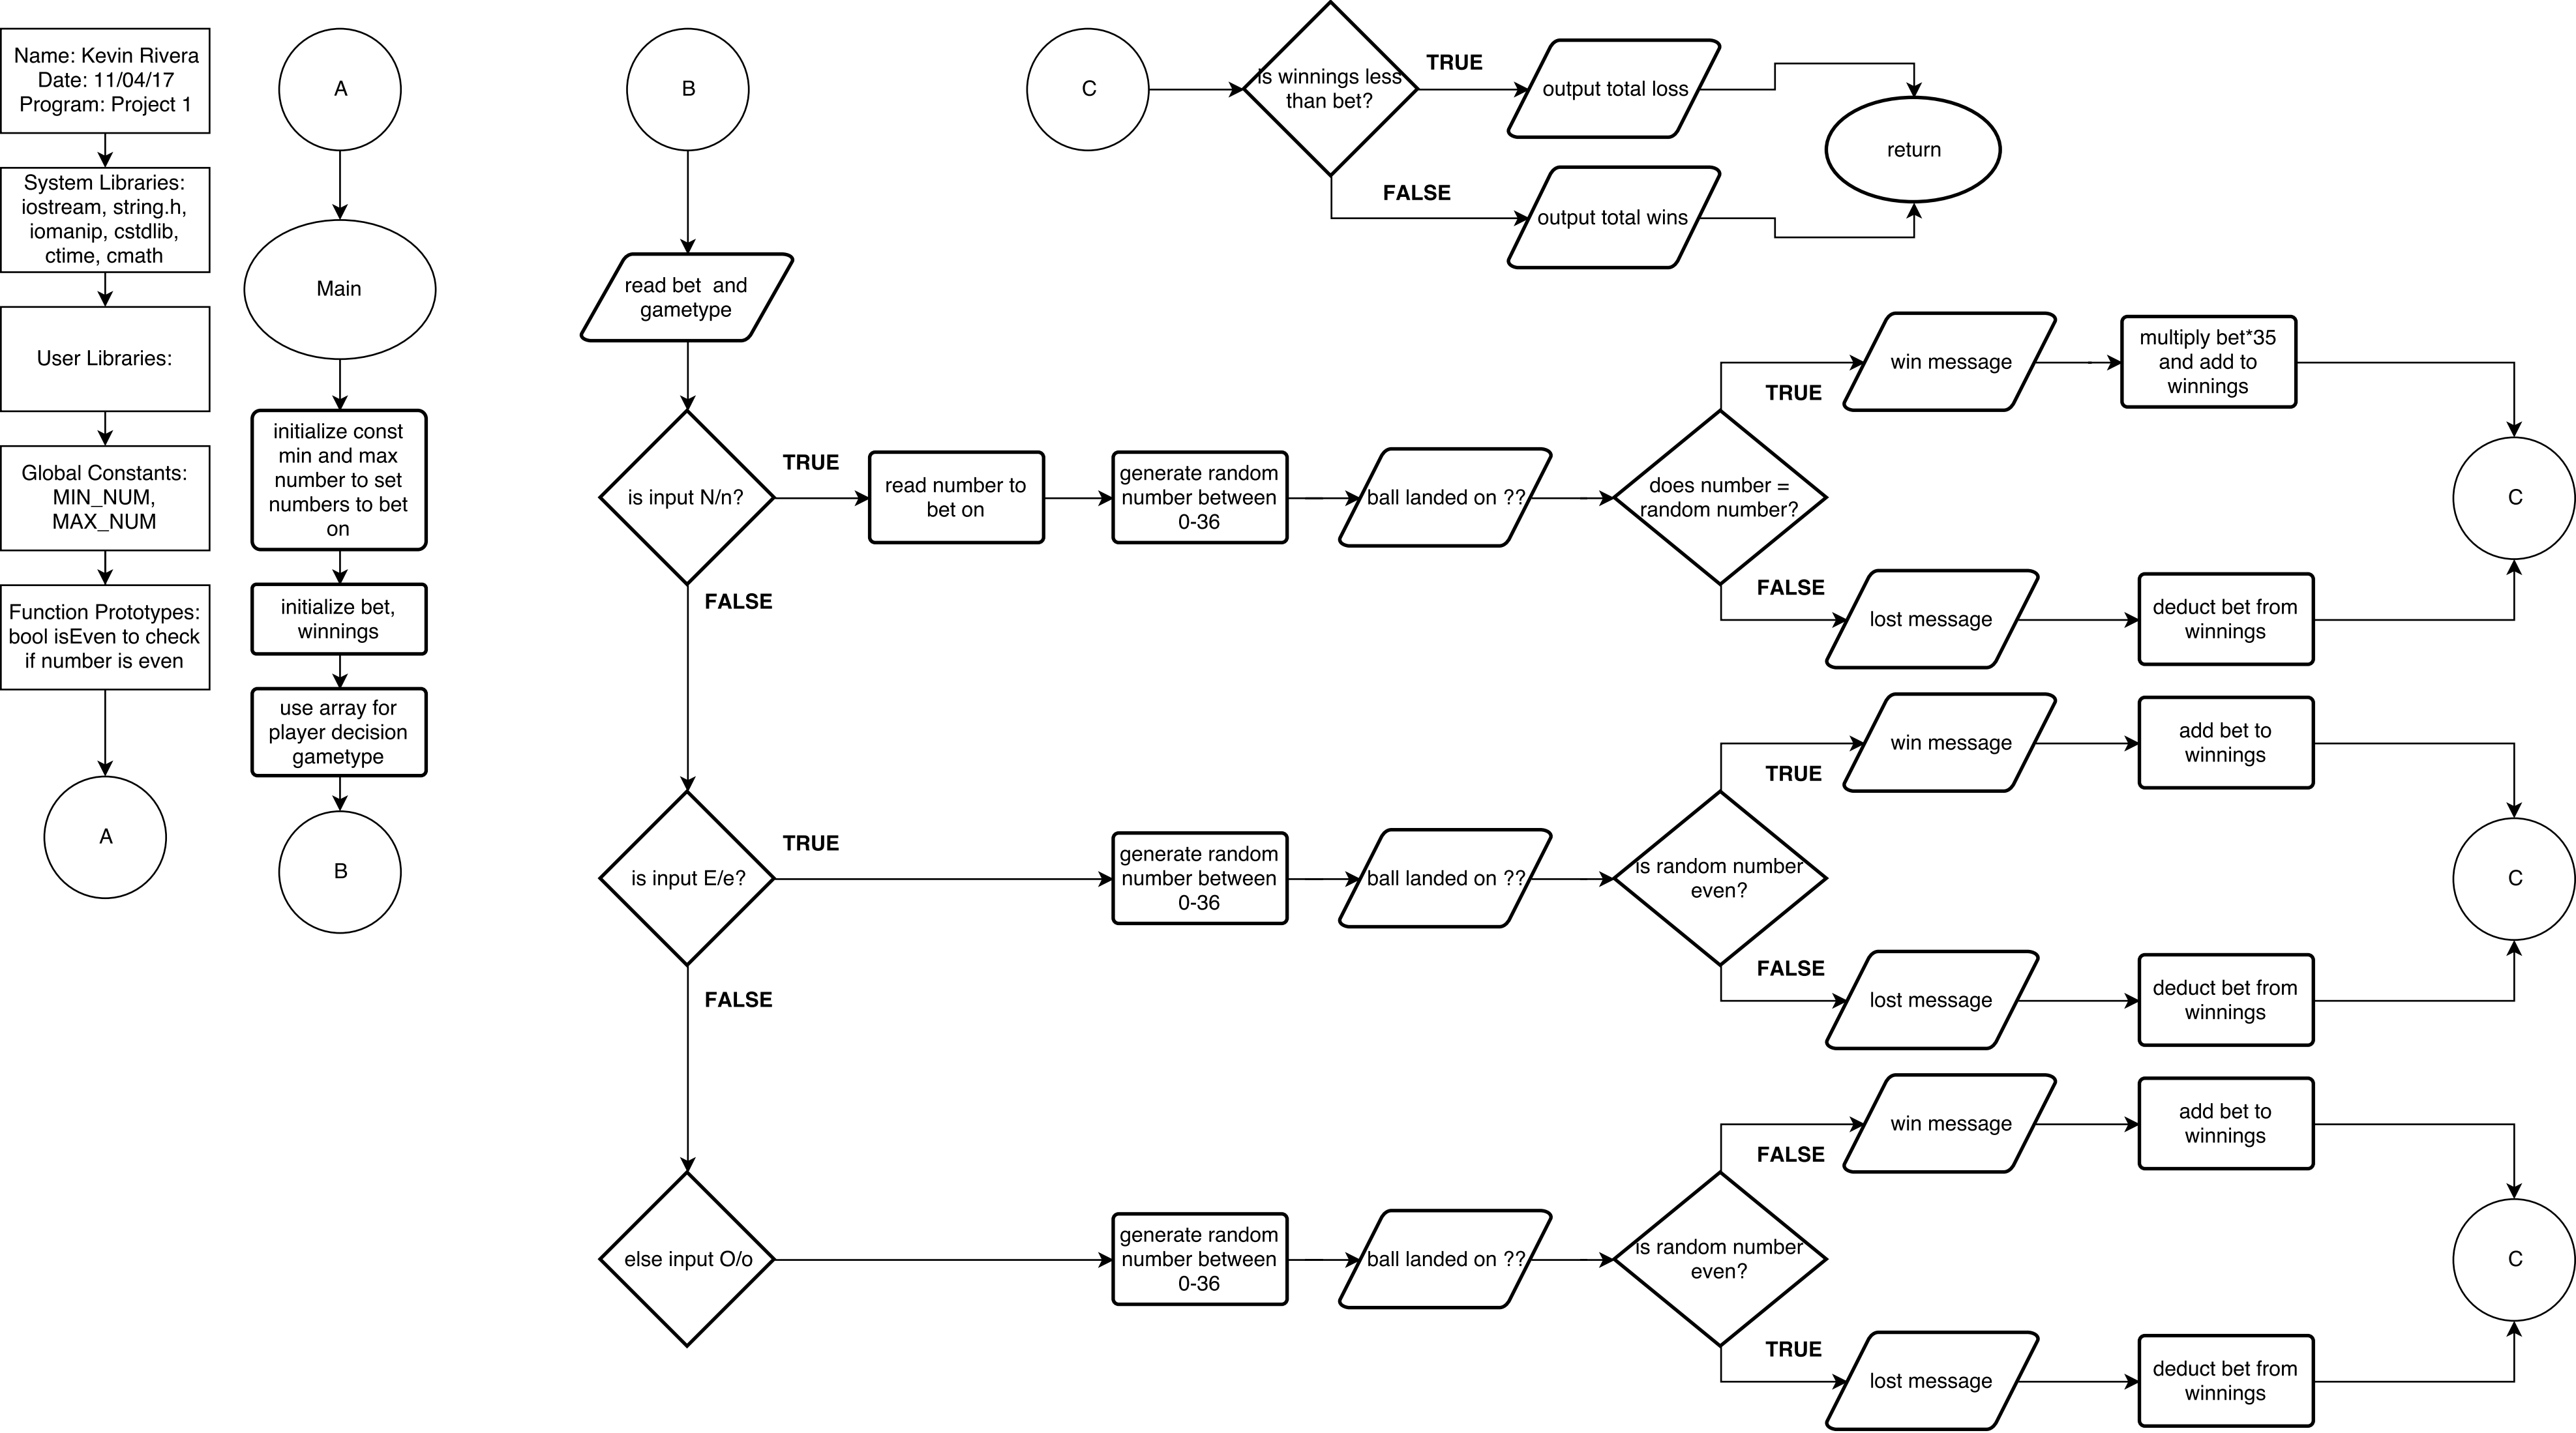 Name: Kevin Rivera
Date: 11/04/17
Program: Project 1
System Libraries:
iostream, string.h,
iomanip, cstdlib,
ctime, cmath
User Libraries:
Global Constants:
MIN_NUM,
MAX_NUM
Function Prototypes:
bool isEven to check
if number is even
A
A
Main
initialize const
min and max
number to set
numbers to bet
on
initialize bet,
winnings
use array for
player decision
gametype
B
B
read bet  and
gametype
is input N/n?
TRUE
FALSE
read number to
bet on
generate random
number between
0-36
ball landed on ??
does number =
random number?
TRUE
win message
multiply bet*35
and add to
winnings
FALSE
lost message
deduct bet from
winnings
C
is input E/e?
TRUE
FALSE
generate random
number between
0-36
ball landed on ??
is random number
even?
TRUE
win message
add bet to
winnings
FALSE
lost message
deduct bet from
winnings
C
else input O/o
generate random
number between
0-36
ball landed on ??
is random number
even?
FALSE
win message
add bet to
winnings
TRUE
lost message
deduct bet from
winnings
C
C
is winnings less
than bet?
TRUE
output total loss
FALSE
output total wins
return